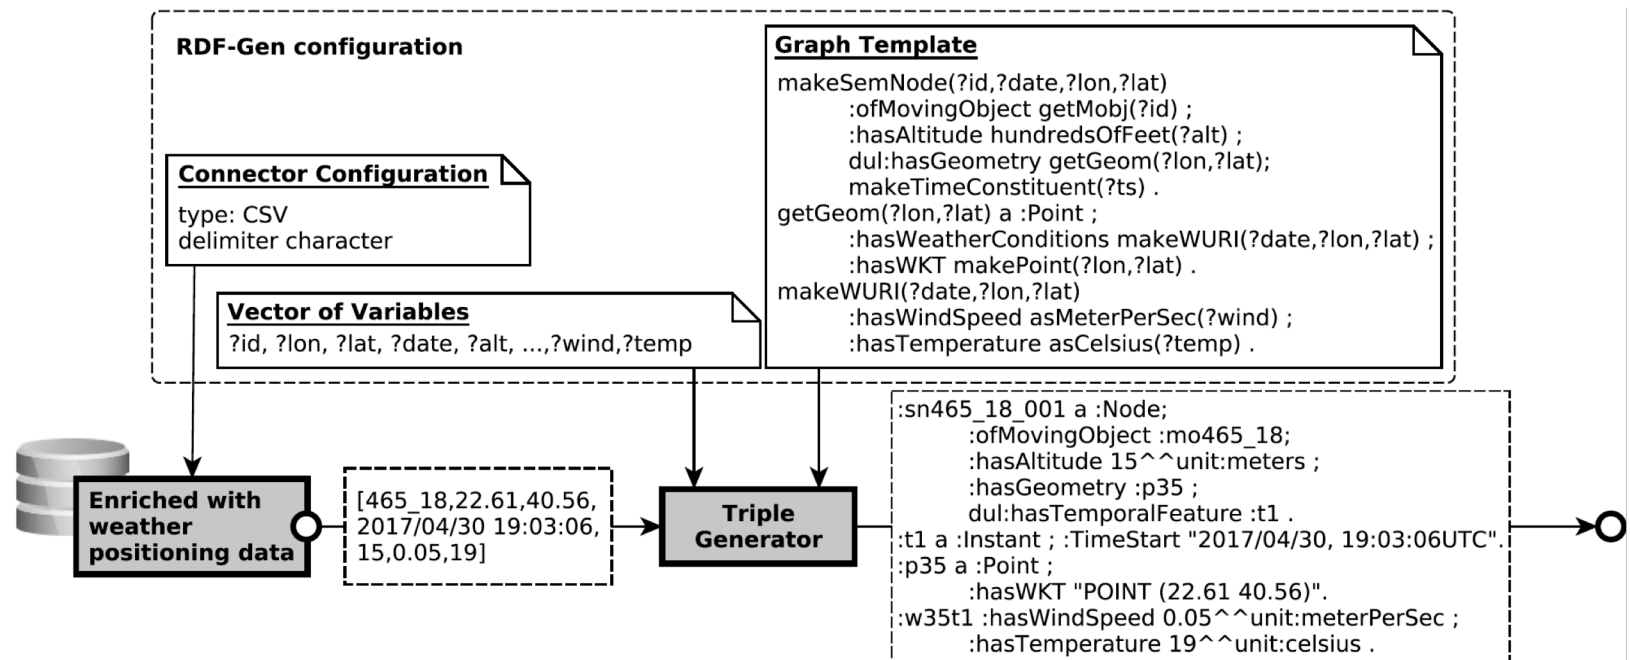 RDF-Gen configuration
Connector Configuration
type: CSV
delimiter character
Vector of Variables
?id, ?lon, ?lat, ?date, ?alt, ...,?wind,?temp
Graph Template
makeSemNode(?id,?date,?lon,?lat)
:ofMovingObject getMobj(?id) ;
:hasAltitude hundredsOfFeet(?alt) ;
dul:hasGeometry getGeom(?lon,?lat);
makeTimeConstituent(?ts) .
getGeom(?lon,?lat) a :Point ;
:hasWeatherConditions makeWURI(?date,?lon,?lat) ;
:hasWKT makePoint(?lon,?lat) .
makeWURI(?date,?lon,?lat)
:hasWindSpeed asMeterPerSec(?wind) ;
:hasTemperature asCelsius(?temp) .
Enriched with
weather
positioning data
[465_18,22.61,40.56,
2017/04/30 19:03:06,
15,0.05,19]
Triple
Generator
:sn465_18_001 a :Node;
:ofMovingObject :mo465_18;
:hasAltitude 15^^unit:meters ;
:hasGeometry :p35 ;
dul:hasTemporalFeature :t1 .
:t1 a :Instant ; :TimeStart "2017/04/30, 19:03:06UTC".
:p35 a :Point ;
:hasWKT "POINT (22.61 40.56)".
:w35t1 :hasWindSpeed 0.05^^unit:meterPerSec ;
:hasTemperature 19^^unit:celsius .